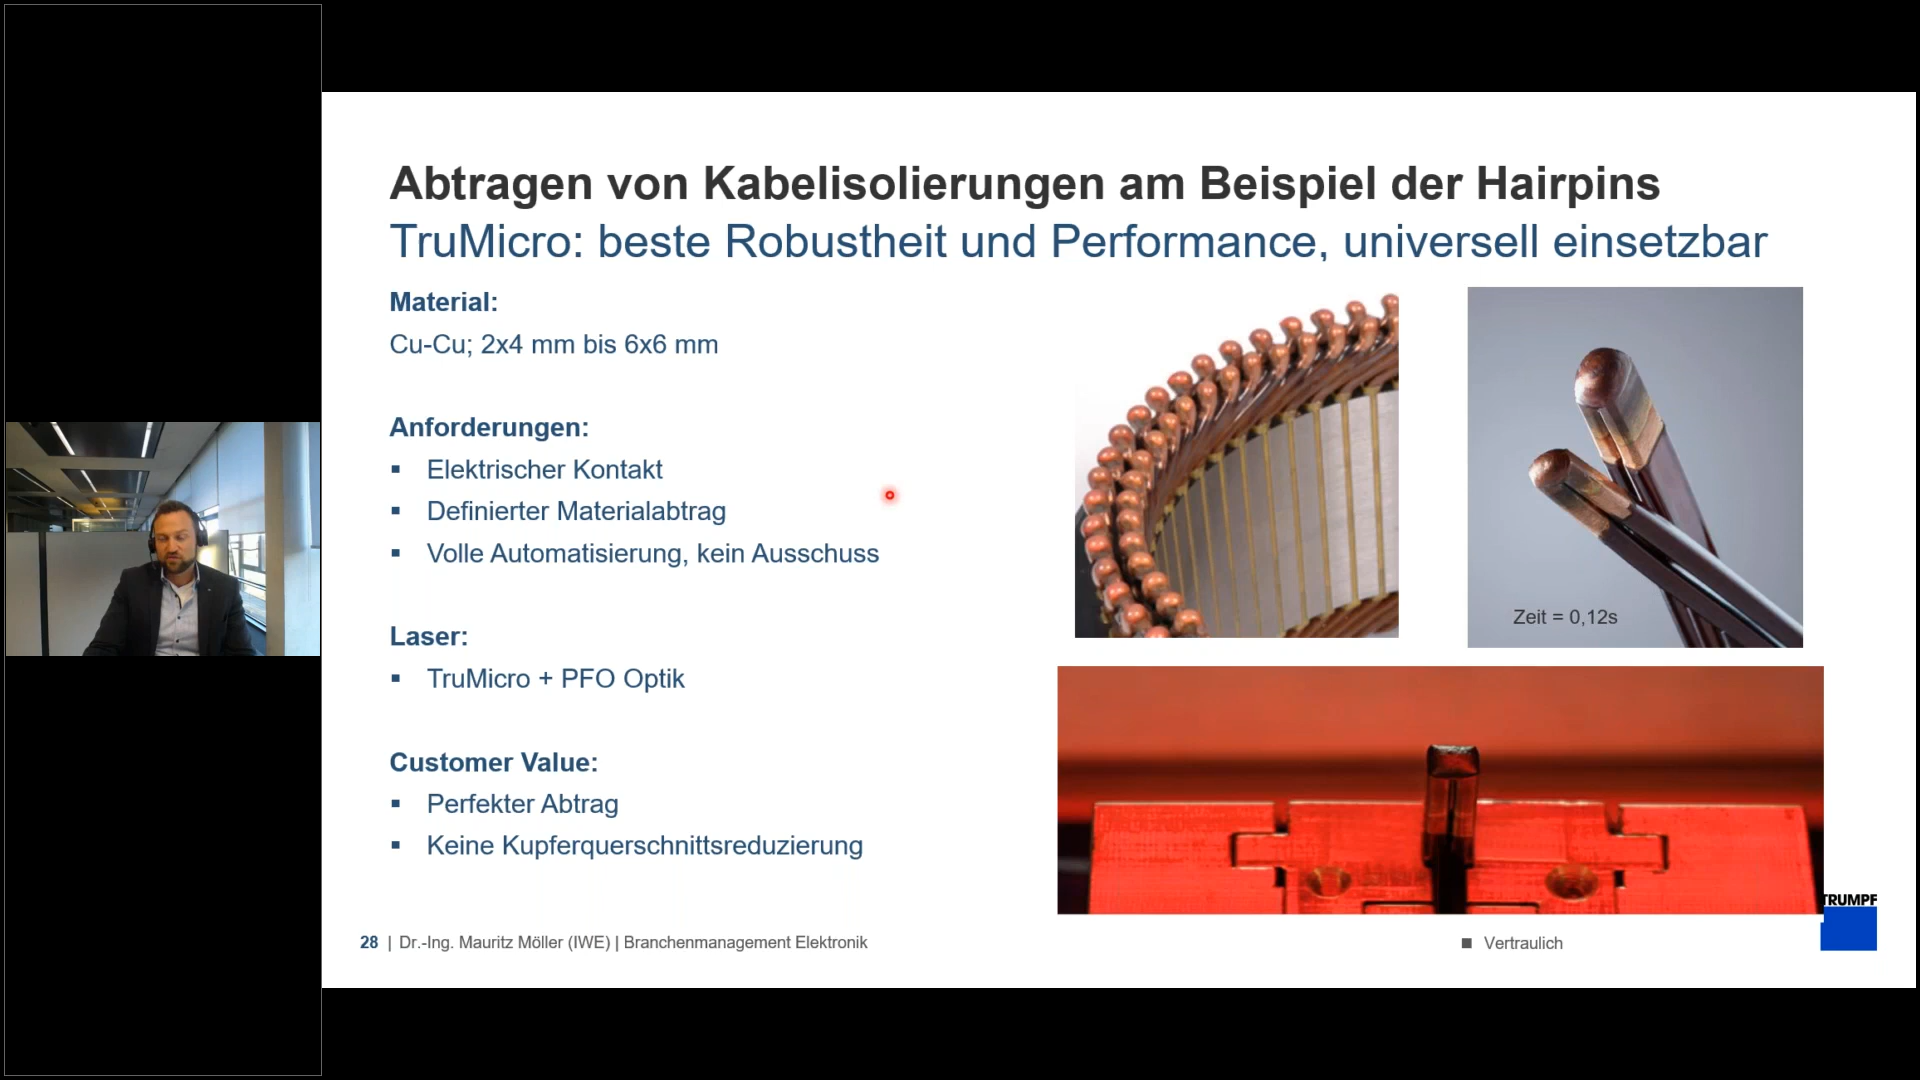 Abtragen von Kabelisolierungen am Beispiel der Hairpins
TruMicro: beste Robustheit und Performance, universell einsetzbar
Material:
Cu-Cu; 2x4 mm bis 6x6 mm
Anforderungen:
▪ Elektrischer Kontakt
▪ Definierter Materialabtrag
▪ Volle Automatisierung, kein Ausschuss
Laser:
▪ TruMicro + PFO Optik
Customer Value:
▪ Perfekter Abtrag
▪ Keine Kupferquerschnittsreduzierung
Zeit = 0,12s
28 | Dr.-Ing. Mauritz Möller (IWE) | Branchenmanagement Elektronik
■ Vertraulich
TRUMPF